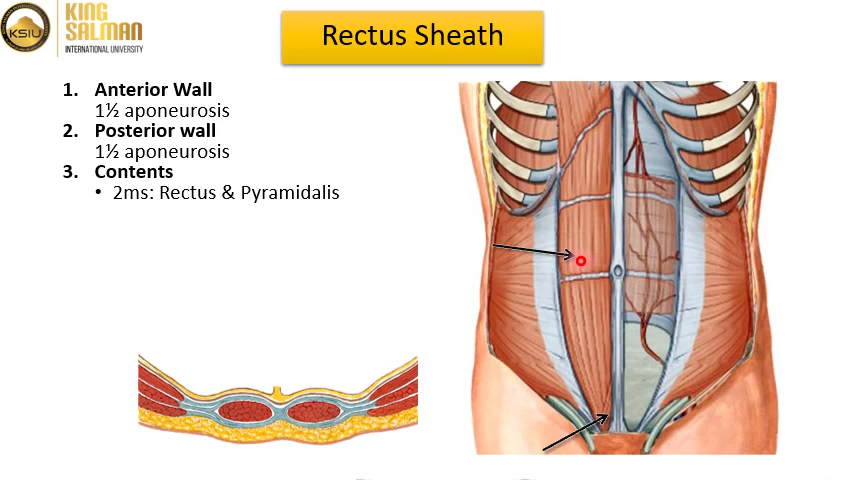 KSIU
KING
SALMAN
INTERNATIONAL UNIVERSITY
Rectus Sheath
1. Anterior Wall
1½ aponeurosis
2. Posterior wall
1½ aponeurosis
3. Contents
• 2ms: Rectus & Pyramidalis